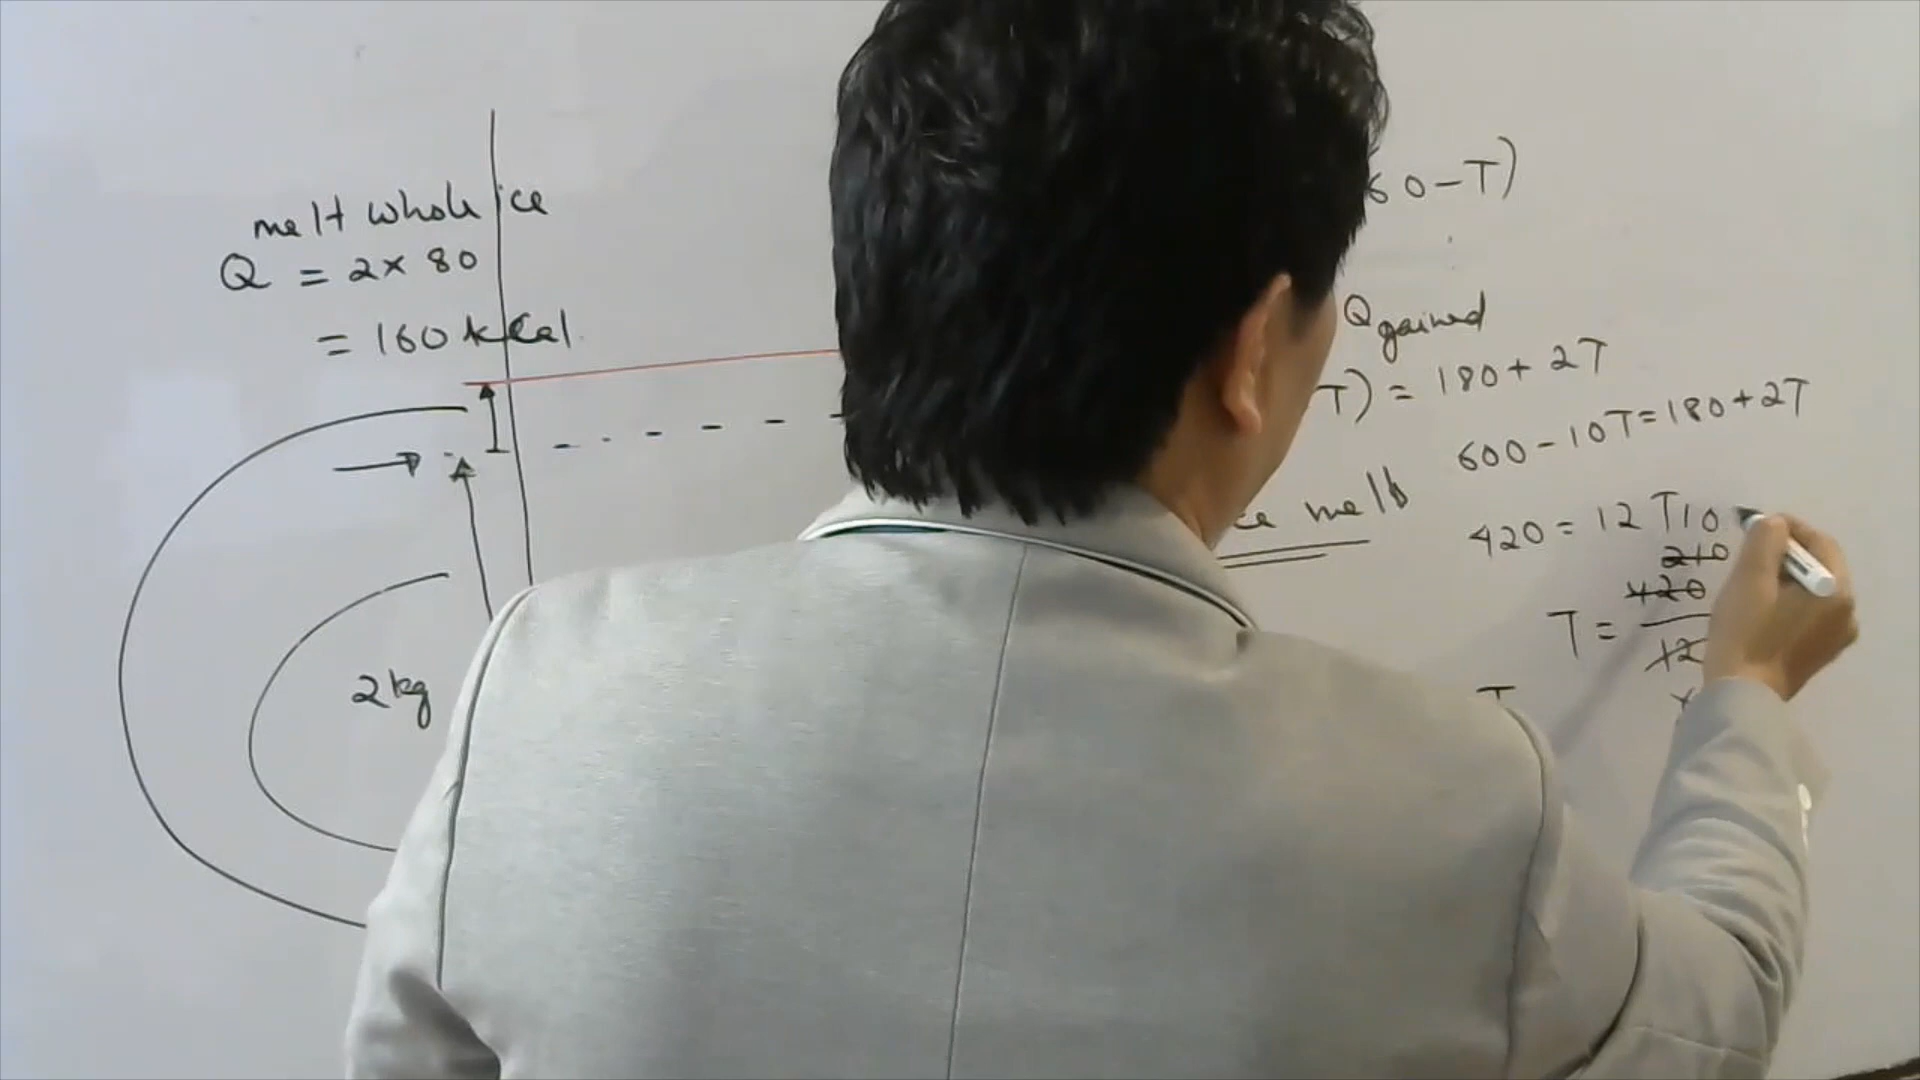 melt whole ice
Q = 2 x 80
= 160 kCal
2kg
60-T)
Qgained
T) = 180 + 2T
600 - 10T = 180 + 2T
melts
420 = 12 T
10
210
420
T =
12
T